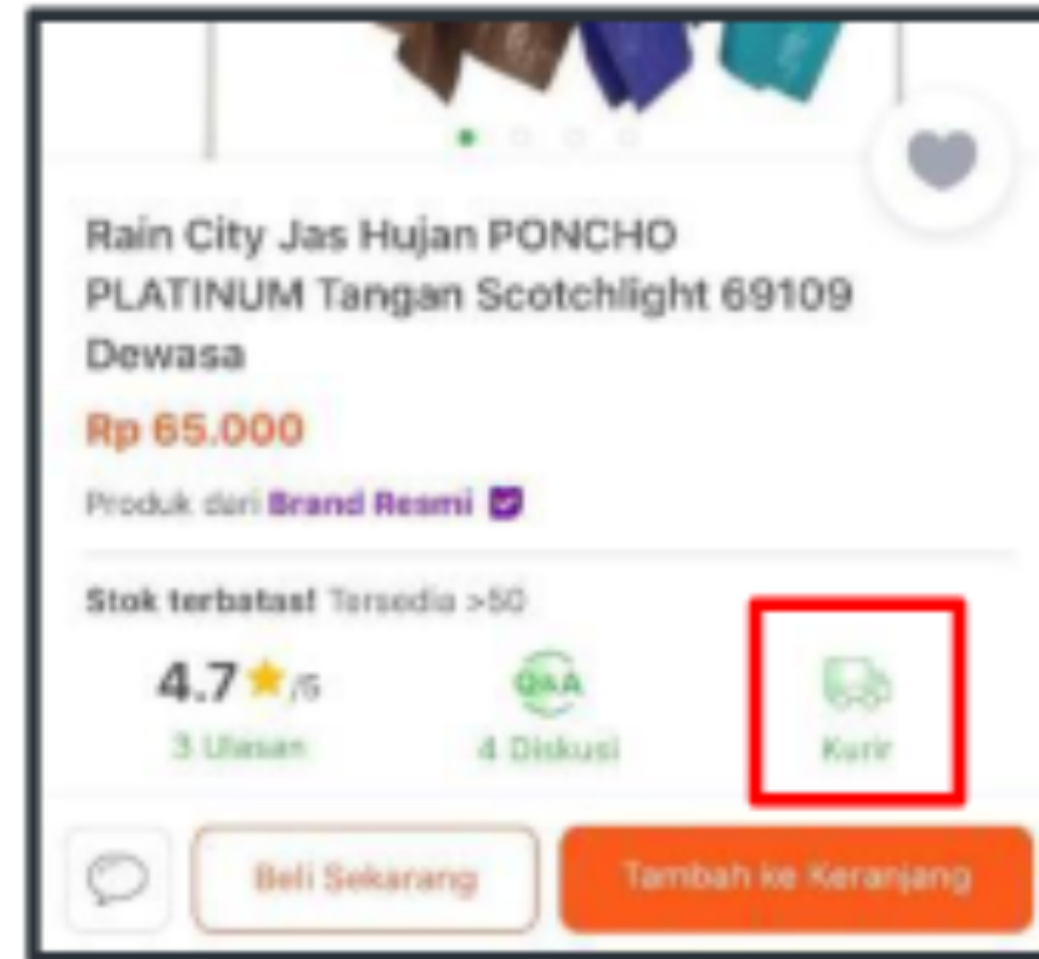 Rain City Jas Hujan PONCHO
PLATINUM Tangan Scotchlight 69109
Dewasa
Rp 65.000
Produk dari Brand Resmi
Stok terbatas! Tersedia >50
4.7 /5
Q&A
3 Ulasan
4 Diskusi
Kurir
Beli Sekarang
Tambah ke Keranjang